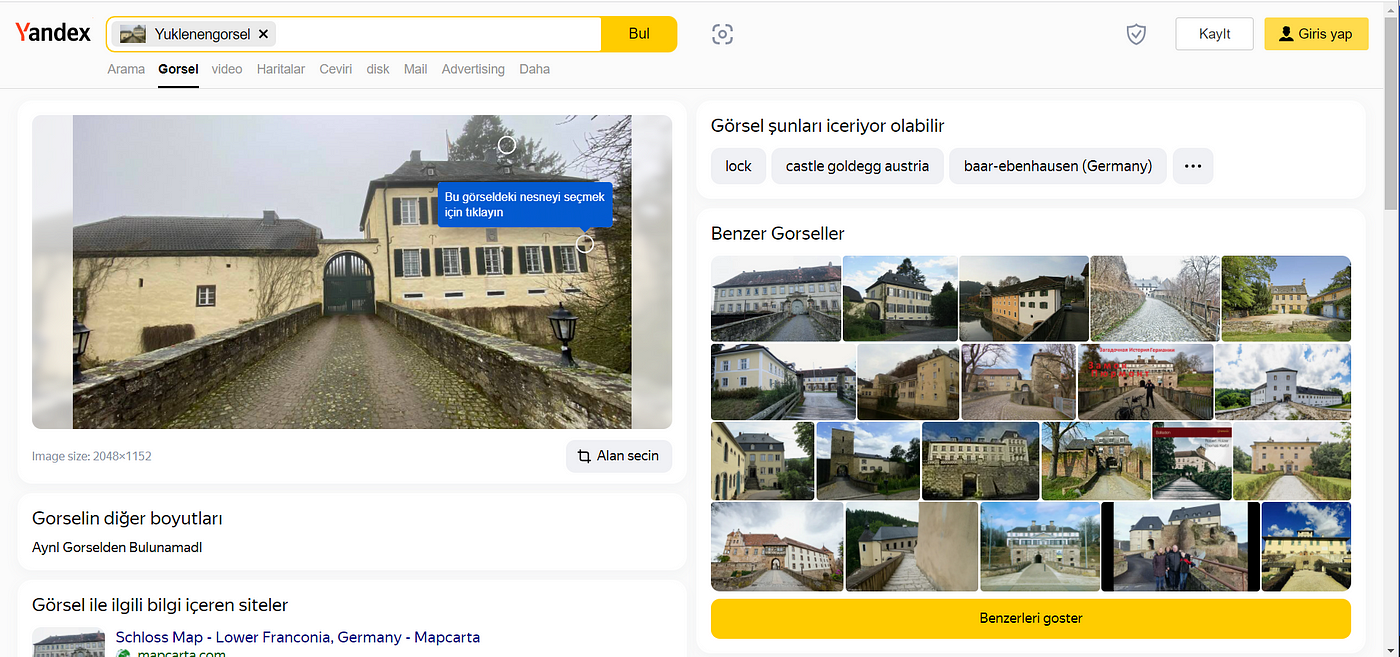 Yandex
Yuklenengorsel ×
Bul
Kaylt
Giris yap
Arama Gorsel video Haritalar Ceviri disk Mail Advertising Daha
Bu görseldeki nesneyi seçmek
için tıklayın
Image size: 2048×1152
Alan secin
Gorselin diğer boyutları
Aynl Gorselden Bulunamadl
Görsel ile ilgili bilgi içeren siteler
Schloss Map - Lower Franconia, Germany - Mapcarta
mapcarta.com
Görsel şunları iceriyor olabilir
lock
castle goldegg austria
baar-ebenhausen (Germany)
•••
Benzer Gorseller
Загадочная История Германии
Benzerleri goster